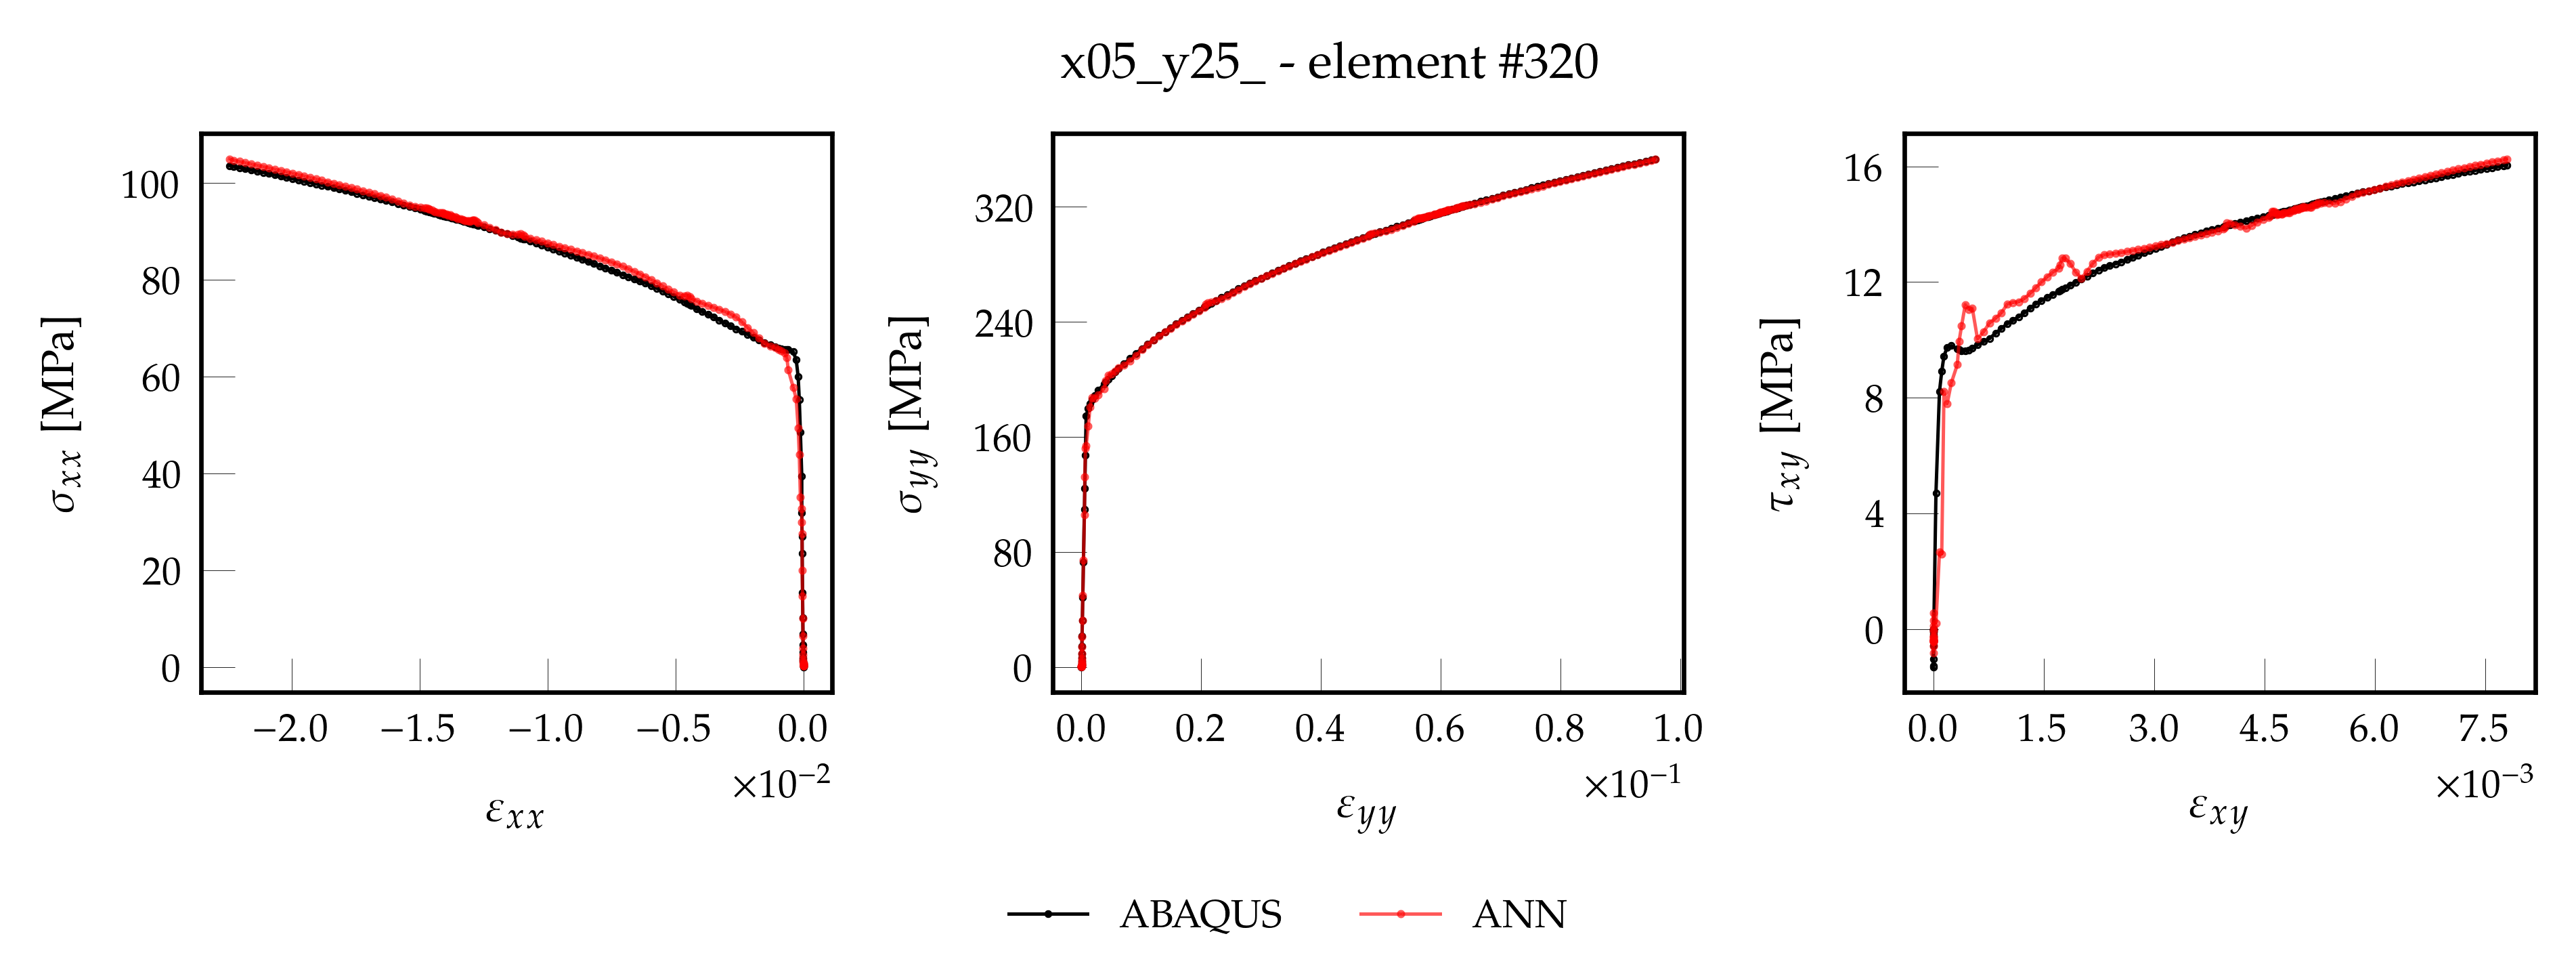 x05_y25_ - element #320
σxx [MPa]
100
80
60
40
20
0
−2.0 −1.5 −1.0 −0.5 0.0
×10−2
εxx
σyy [MPa]
320
240
160
80
0
0.0 0.2 0.4 0.6 0.8 1.0
×10−1
εyy
τxy [MPa]
16
12
8
4
0
0.0 1.5 3.0 4.5 6.0 7.5
×10−3
εxy
ABAQUS ANN